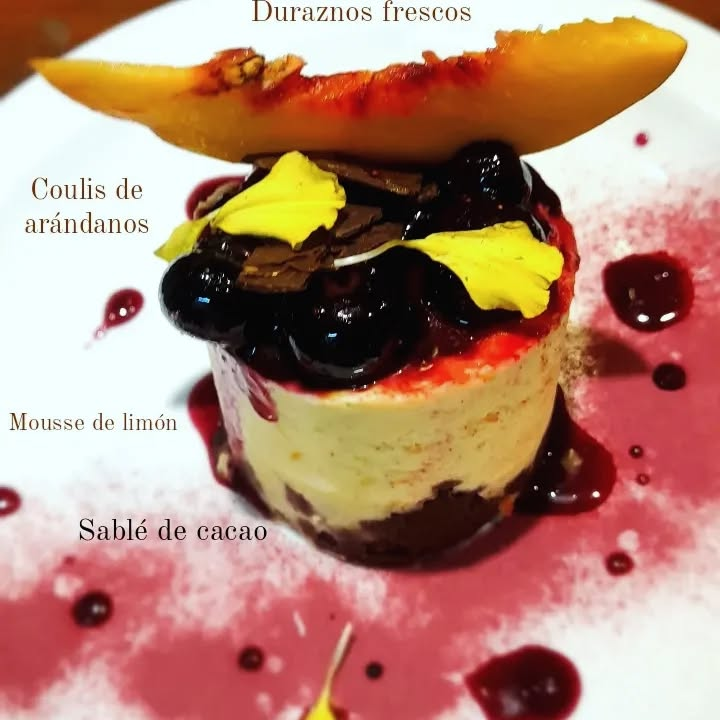 Duraznos frescos
Coulis de
arándanos
Mousse de limón
Sablé de cacao